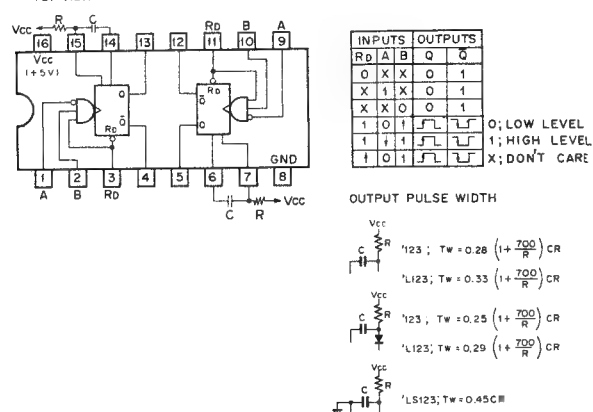 Vcc R C RD B A
16 15 14 13 12 11 10 9
Vcc
(+5V)
Q Q̅
RD
Q̅ Q
RD
GND
1 2 3 4 5 6 7 8
A B RD C R Vcc
INPUTS OUTPUTS
RD A B Q Q̅
0 X X 0 1
X 1 X 0 1
X X 0 0 1
1 0 ↑
1 ↓ 1
↑ 0 1
0; LOW LEVEL
1; HIGH LEVEL
X; DON'T CARE
OUTPUT PULSE WIDTH
Vcc
C R '123; TW = 0.28 (1+ 700/R) CR
'L123; TW = 0.33 (1+ 700/R) CR
Vcc
C R '123; TW = 0.25 (1+ 700/R) CR
'L123; TW = 0.29 (1+ 700/R) CR
Vcc
C R 'LS123; TW = 0.45C